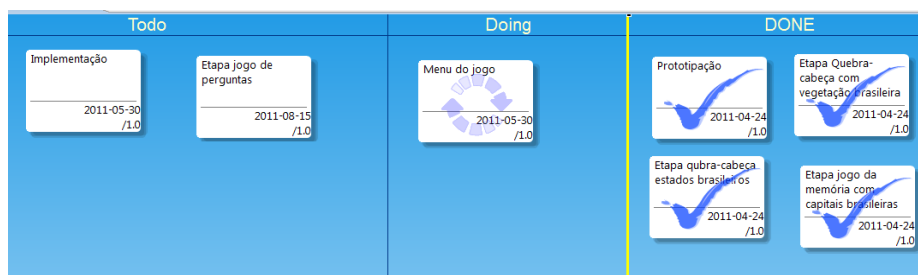 Todo
Doing
DONE
Implementação
2011-05-30
/1.0
Etapa jogo de
perguntas
2011-08-15
/1.0
Menu do jogo
2011-05-30
/1.0
Prototipação
2011-04-24
/1.0
Etapa Quebra-
cabeça com
vegetação brasileira
2011-04-24
/1.0
Etapa qubra-cabeça
estados brasileiros
2011-04-24
/1.0
Etapa jogo da
memória com
capitais brasileiras
2011-04-24
/1.0